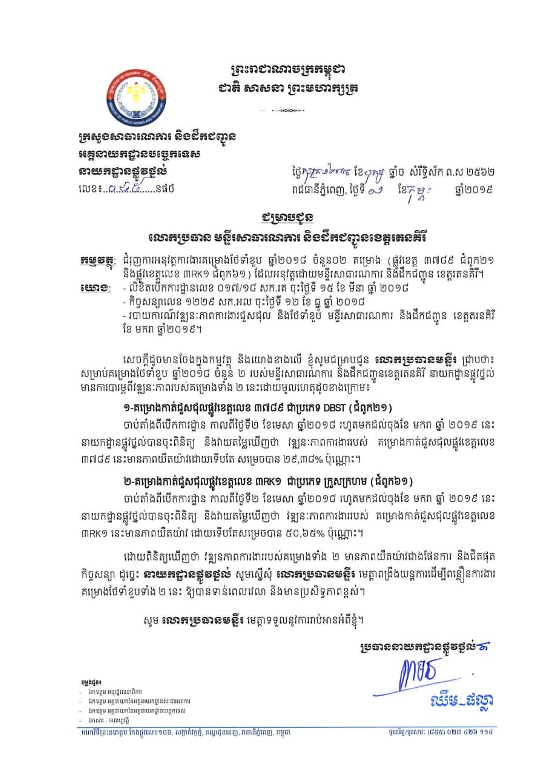 ព្រះរាជាណាចក្រកម្ពុជា
ជាតិ សាសនា ព្រះមហាក្សត្រ
ក្រសួងសាធារណការ និងដឹកជញ្ជូន
អគ្គនាយកដ្ឋានបច្ចេកទេស
នាយកដ្ឋានផ្លូវថ្នល់
លេខ៖ នផថ
ថ្ងៃ ខែ ឆ្នាំច សំរឹទ្ធិស័ក ព.ស ២៥៦២
រាជធានីភ្នំពេញ, ថ្ងៃទី ០១ ខែ កុម្ភៈ ឆ្នាំ២០១៩
ជម្រាបជូន
លោកប្រធាន មន្ទីរសាធារណការ និងដឹកជញ្ជូនខេត្តរតនគិរី
កម្មវត្ថុ: ជំរុញការអនុវត្តការងារគម្រោងថែទាំខួប ឆ្នាំ២០១៨ ចំនួន០២ គម្រោង (ផ្លូវខេត្ត ៣៧៨៩ ជំពូក២១
និងផ្លូវខេត្តលេខ ៣RK១ ជំពូក៦១ ) ដែលអនុវត្តដោយមន្ទីរសាធារណការ និងដឹកជញ្ជូន ខេត្តរតនគិរី។
យោង: - លិខិតបើកការដ្ឋានលេខ ០១៧/១៨ សក.រត ចុះថ្ងៃទី ១៥ ខែ មីនា ឆ្នាំ ២០១៨
- កិច្ចសន្យាលេខ ១២២៩ សក.អល ចុះថ្ងៃទី ១២ ខែ ធ្នូ ឆ្នាំ ២០១៨
- របាយការណ៍វឌ្ឍនៈភាពការងារជួសជុល និងថែទាំខួប មន្ទីរសាធារណការ និងដឹកជញ្ជូន ខេត្តរតនគិរី
ខែ មករា ឆ្នាំ២០១៩។
សេចក្តីដូចមានចែងក្នុងកម្មវត្ថុ និងយោងខាងលើ ខ្ញុំសូមជម្រាបជូន លោកប្រធានមន្ទីរ ជ្រាបថា៖
សម្រាប់គម្រោងថែទាំខួប ឆ្នាំ២០១៨ ចំនួន ២ របស់មន្ទីរសាធារណការ និងដឹកជញ្ជូនខេត្តរតនគិរី នាយកដ្ឋានផ្លូវថ្នល់
មានការបារម្ភពីវឌ្ឍនៈភាពរបស់គម្រោងទាំង ២ នេះដោយមូលហេតុដូចខាងក្រោម៖
១-គម្រោងកាត់ជួសជុលផ្លូវខេត្តលេខ ៣៧៨៩ ជាប្រភេទ DBST (ជំពូក២១)
ចាប់តាំងពីបើកការដ្ឋាន កាលពីថ្ងៃទី២ ខែមេសា ឆ្នាំ២០១៨ រហូតមកដល់ចុងខែ មករា ឆ្នាំ ២០១៩ នេះ
នាយកដ្ឋានផ្លូវថ្នល់បានចុះពិនិត្យ និងវាយតម្លៃឃើញថា វឌ្ឍនៈភាពការងាររបស់ គម្រោងកាត់ជួសជុលផ្លូវខេត្តលេខ
៣៧៨៩ នេះមានភាពយឺតយ៉ាវដោយទើបតែ សម្រេចបាន ២៩,៣៨% ប៉ុណ្ណោះ។
២-គម្រោងកាត់ជួសជុលផ្លូវខេត្តលេខ ៣RK១ ជាប្រភេទ ក្រួសក្រហម (ជំពូក៦១)
ចាប់តាំងពីបើកការដ្ឋាន កាលពីថ្ងៃទី២ ខែមេសា ឆ្នាំ២០១៨ រហូតមកដល់ចុងខែ មករា ឆ្នាំ ២០១៩ នេះ
នាយកដ្ឋានផ្លូវថ្នល់បានចុះពិនិត្យ និងវាយតម្លៃឃើញថា វឌ្ឍនៈភាពការងាររបស់ គម្រោងកាត់ជួសជុលផ្លូវខេត្តលេខ
៣RK១ នេះមានភាពយឺតយ៉ាវ ដោយទើបតែសម្រេចបាន ៥០,៦៥% ប៉ុណ្ណោះ។
ដោយពិនិត្យឃើញថា វឌ្ឍនភាពការងាររបស់គម្រោងទាំង ២ មានភាពយឺតយ៉ាវជាងផែនការ និងជិតផុត
កិច្ចសន្យា ដូច្នេះ នាយកដ្ឋានផ្លូវថ្នល់ សូមស្នើសុំ លោកប្រធានមន្ទីរ មេត្តាពង្រឹងយន្តការដើម្បីពន្លឿនការងារ
គម្រោងថែទាំខួបទាំង ២ នេះ ឱ្យបានទាន់ពេលវេលា និងមានប្រសិទ្ធភាពខ្ពស់។
សូម លោកប្រធានមន្ទីរ មេត្តាទទួលនូវការរាប់អានអំពីខ្ញុំ។
ប្រធាននាយកដ្ឋានផ្លូវថ្នល់
ឈឹម ផល្លា
ចម្លងជូន: